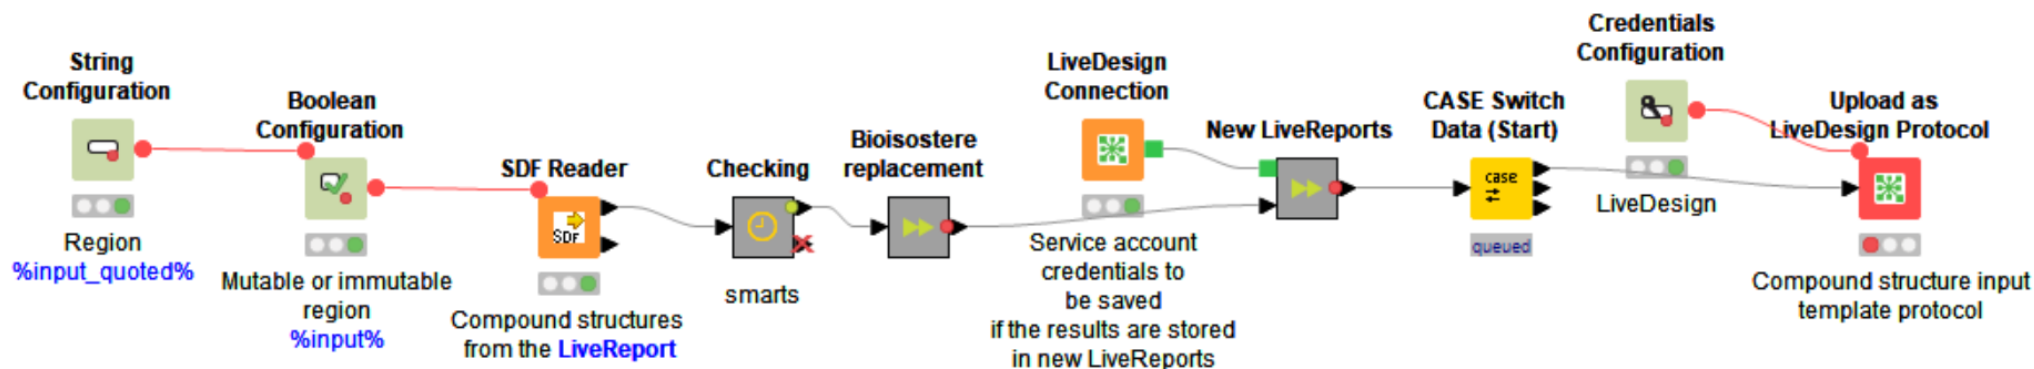 String
Configuration
Region
%input_quoted%
Boolean
Configuration
Mutable or immutable
region
%input%
SDF Reader
SDF
Compound structures
from the LiveReport
Checking
smarts
Bioisostere
replacement
LiveDesign
Connection
Service account
credentials to
be saved
if the results are stored
in new LiveReports
New LiveReports
CASE Switch
Data (Start)
case
queued
Credentials
Configuration
LiveDesign
Upload as
LiveDesign Protocol
Compound structure input
template protocol